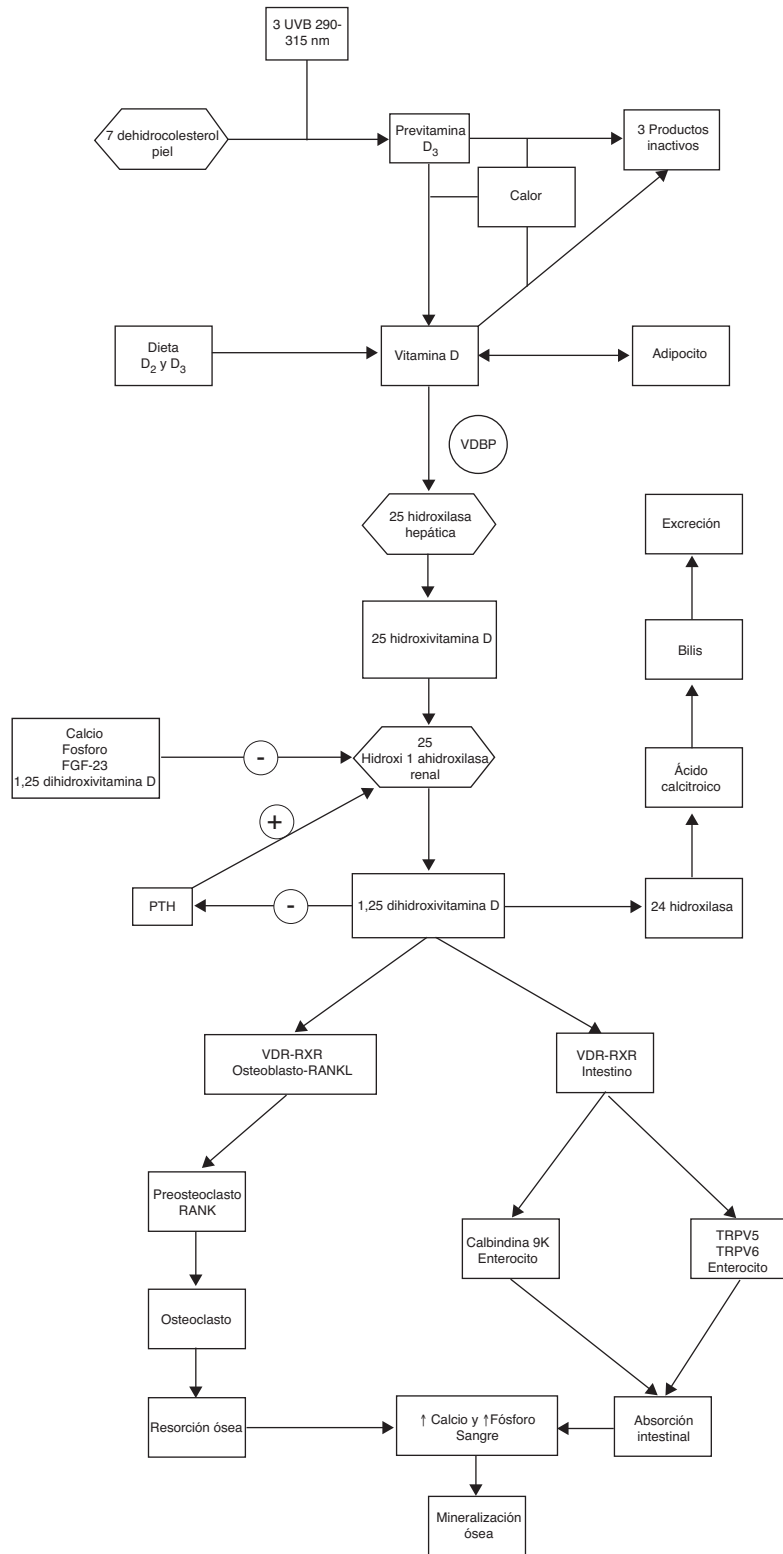 3 UVB 290-
315 nm
7 dehidrocolesterol
piel
Previtamina
D3
3 Productos
inactivos
Calor
Dieta
D2 y D3
Vitamina D
Adipocito
VDBP
25 hidroxilasa
hepática
Excreción
25 hidroxivitamina D
Bilis
Calcio
Fosforo
FGF-23
1,25 dihidroxivitamina D
-
25
Hidroxi 1 ahidroxilasa
renal
Ácido
calcitroico
+
PTH
-
1,25 dihidroxivitamina D
24 hidroxilasa
VDR-RXR
Osteoblasto-RANKL
VDR-RXR
Intestino
Preosteoclasto
RANK
Calbindina 9K
Enterocito
TRPV5
TRPV6
Enterocito
Osteoclasto
Resorción ósea
↑ Calcio y ↑Fósforo
Sangre
Absorción
intestinal
Mineralización
ósea